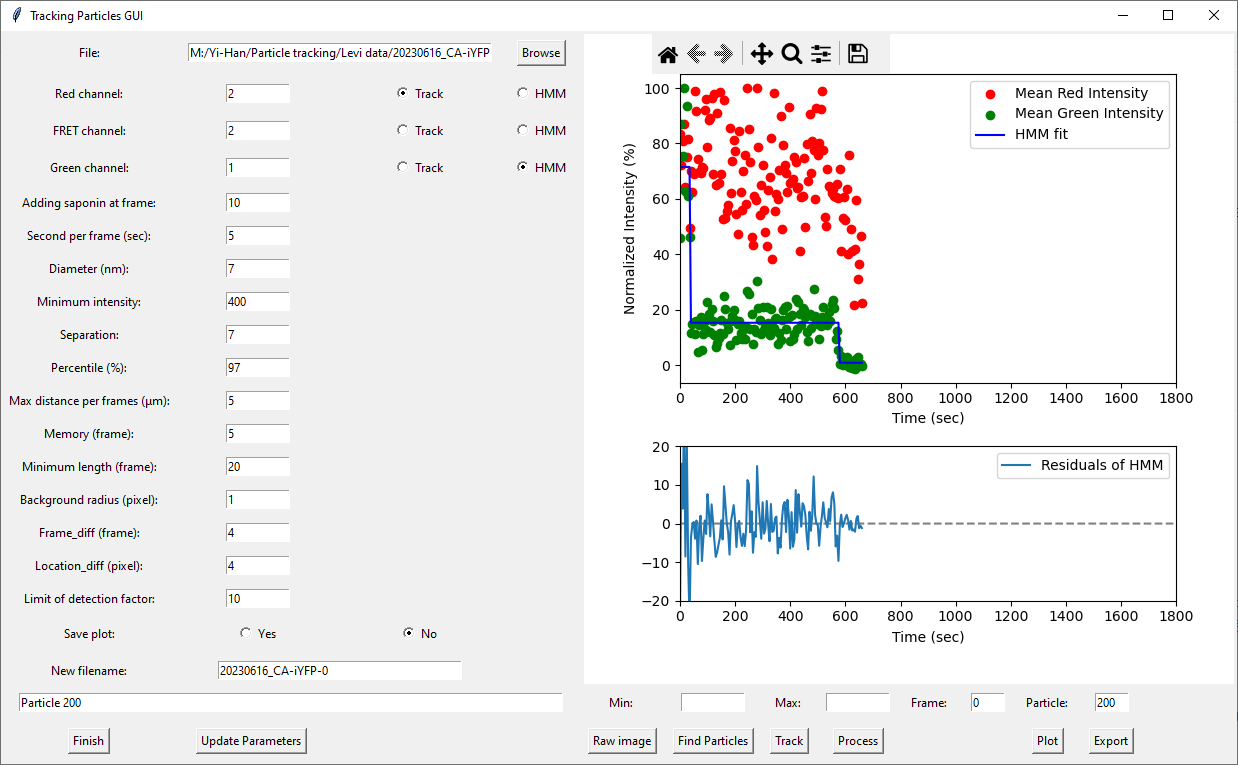 Tracking Particles GUI
File: M:/Yi-Han/Particle tracking/Levi data/20230616_CA-iYFP Browse
Red channel: 2 Track HMM
FRET channel: 2 Track HMM
Green channel: 1 Track HMM
Adding saponin at frame: 10
Second per frame (sec): 5
Diameter (nm): 7
Minimum intensity: 400
Separation: 7
Percentile (%): 97
Max distance per frames (μm): 5
Memory (frame): 5
Minimum length (frame): 20
Background radius (pixel): 1
Frame_diff (frame): 4
Location_diff (pixel): 4
Limit of detection factor: 10
Save plot: Yes No
New filename: 20230616_CA-iYFP-0
Particle 200
Finish Update Parameters
Normalized Intensity (%)
100
80
60
40
20
0
Mean Red Intensity
Mean Green Intensity
HMM fit
0 200 400 600 800 1000 1200 1400 1600 1800
Time (sec)
20
10
0
−10
−20
Residuals of HMM
0 200 400 600 800 1000 1200 1400 1600 1800
Time (sec)
Min: Max: Frame: 0 Particle: 200
Raw image Find Particles Track Process Plot Export